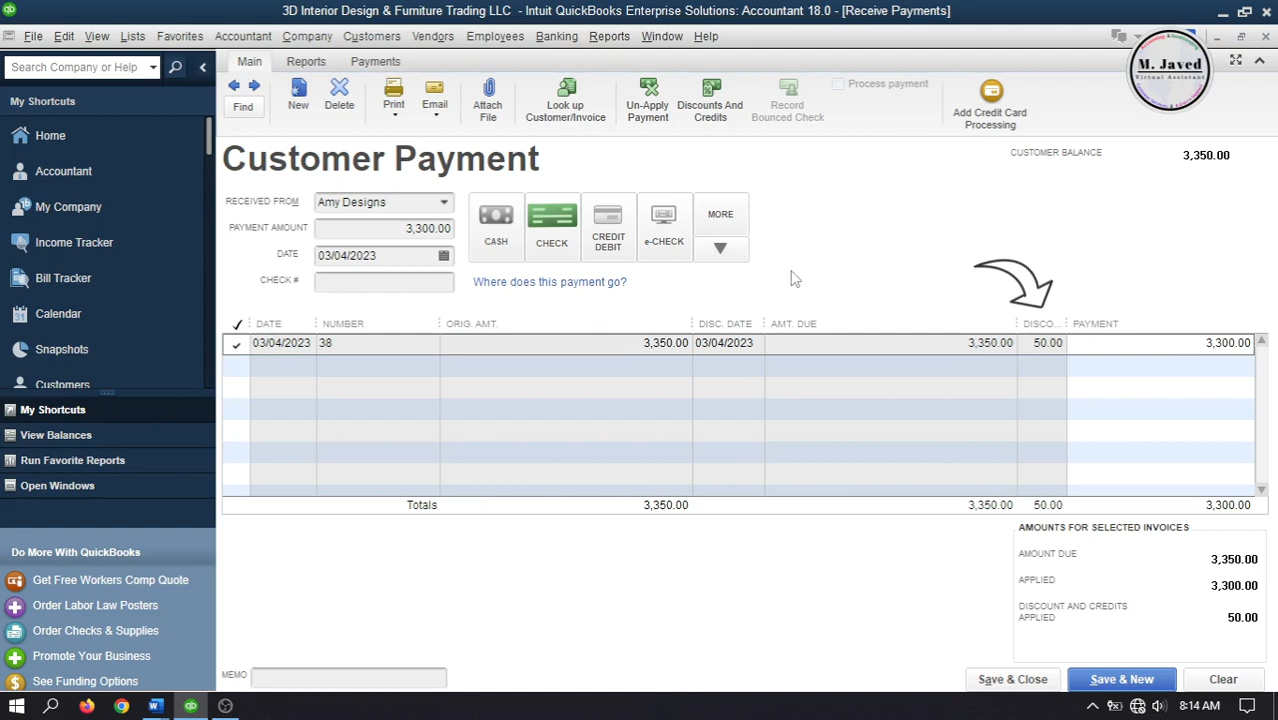 3D Interior Design & Furniture Trading LLC - Intuit QuickBooks Enterprise Solutions: Accountant 18.0 - [Receive Payments]
File Edit View Lists Favorites Accountant Company Customers Vendors Employees Banking Reports Window Help
Search Company or Help
My Shortcuts
Home
Accountant
My Company
Income Tracker
Bill Tracker
Calendar
Snapshots
Customers
My Shortcuts
View Balances
Run Favorite Reports
Open Windows
Do More With QuickBooks
Get Free Workers Comp Quote
Order Labor Law Posters
Order Checks & Supplies
Promote Your Business
See Funding Options
Main Reports Payments
Find
New
Delete
Print
Email
Attach
File
Look up
Customer/Invoice
Un-Apply
Payment
Discounts And
Credits
Record
Bounced Check
Process payment
Add Credit Card
Processing
M. Javed
Virtual Assistant
Customer Payment
CUSTOMER BALANCE 3,350.00
RECEIVED FROM Amy Designs
PAYMENT AMOUNT 3,300.00
DATE 03/04/2023
CHECK #
CASH
CHECK
CREDIT
DEBIT
e-CHECK
MORE
Where does this payment go?
DATE NUMBER ORIG. AMT. DISC. DATE AMT. DUE DISCO... PAYMENT
03/04/2023 38 3,350.00 03/04/2023 3,350.00 50.00 3,300.00
Totals 3,350.00 3,350.00 50.00 3,300.00
AMOUNTS FOR SELECTED INVOICES
AMOUNT DUE 3,350.00
APPLIED 3,300.00
DISCOUNT AND CREDITS
APPLIED 50.00
MEMO
Save & Close Save & New Clear
8:14 AM